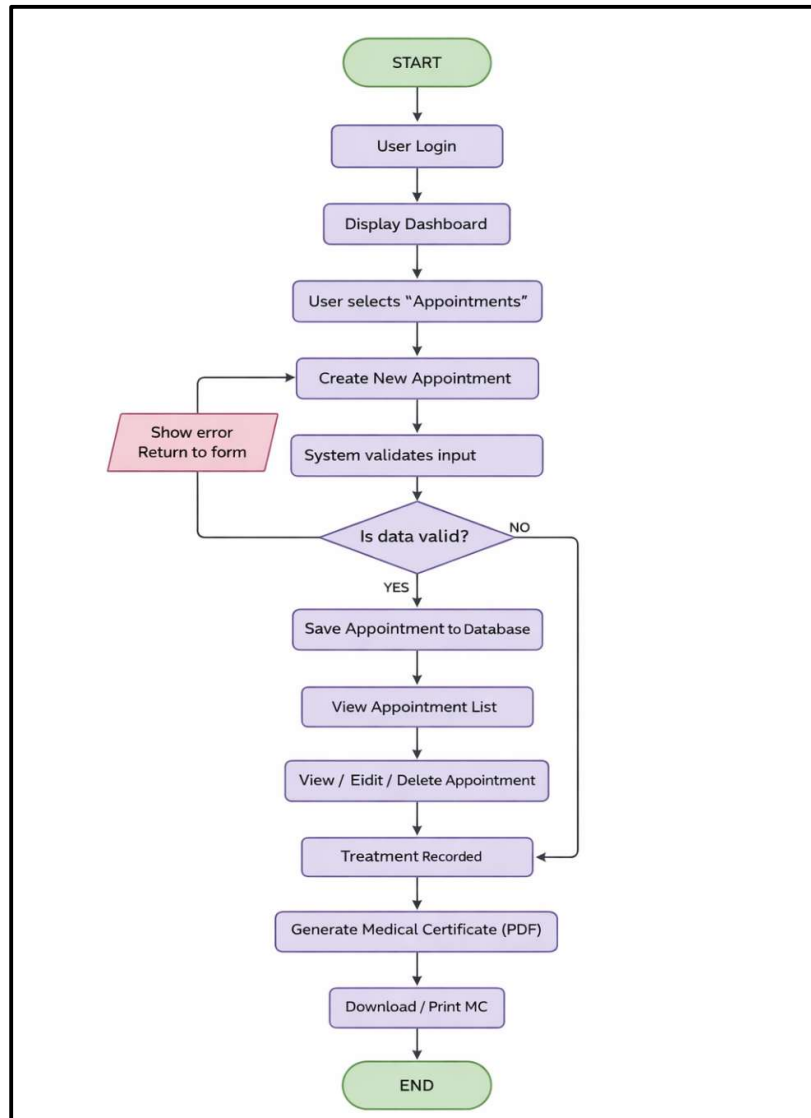 START
User Login
Display Dashboard
User selects “Appointments”
Create New Appointment
Show error
Return to form
System validates input
Is data valid?
NO
YES
Save Appointment to Database
View Appointment List
View / Eidit / Delete Appointment
Treatment Recorded
Generate Medical Certificate (PDF)
Download / Print MC
END